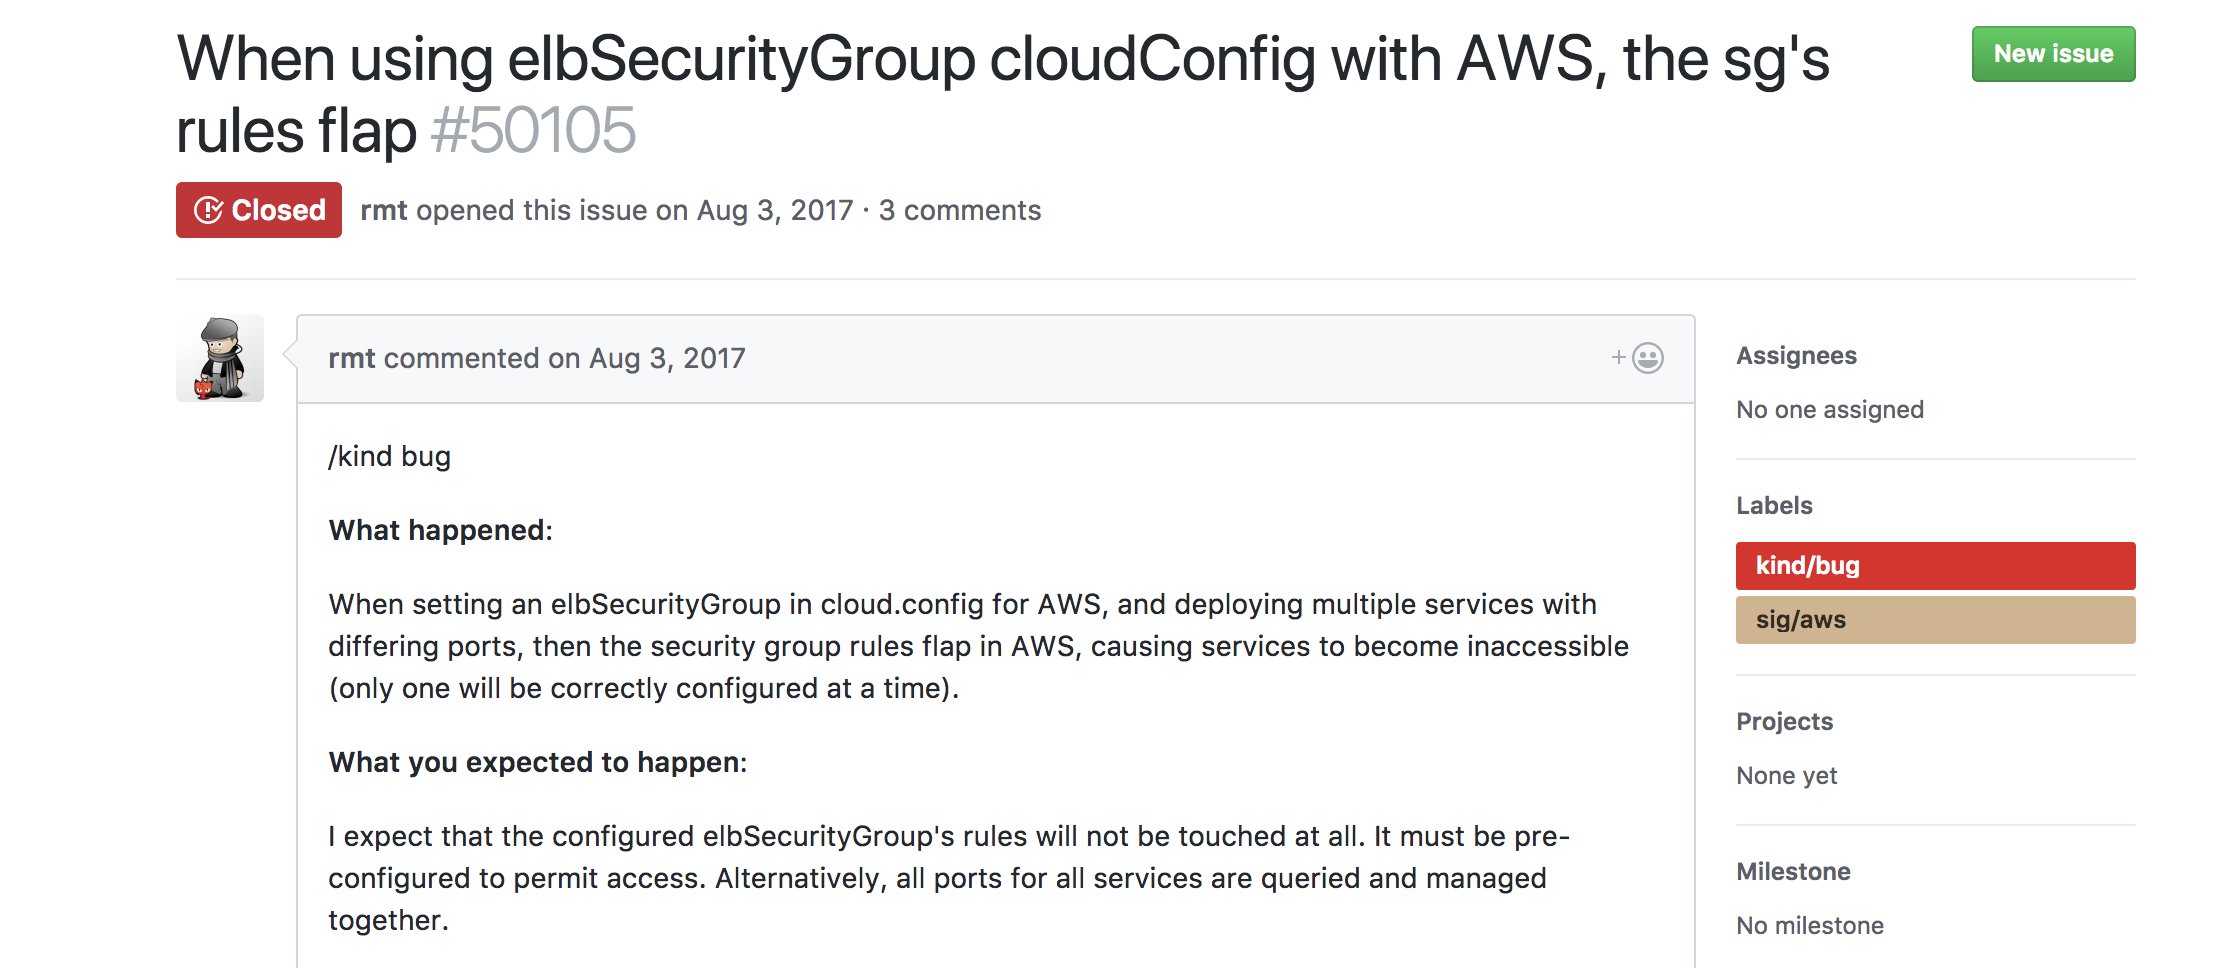 When using elbSecurityGroup cloudConfig with AWS, the sg's
rules flap #50105
New issue
Closed
rmt opened this issue on Aug 3, 2017 · 3 comments
rmt commented on Aug 3, 2017
/kind bug
What happened:
When setting an elbSecurityGroup in cloud.config for AWS, and deploying multiple services with
differing ports, then the security group rules flap in AWS, causing services to become inaccessible
(only one will be correctly configured at a time).
What you expected to happen:
I expect that the configured elbSecurityGroup's rules will not be touched at all. It must be pre-
configured to permit access. Alternatively, all ports for all services are queried and managed
together.
Assignees
No one assigned
Labels
kind/bug
sig/aws
Projects
None yet
Milestone
No milestone